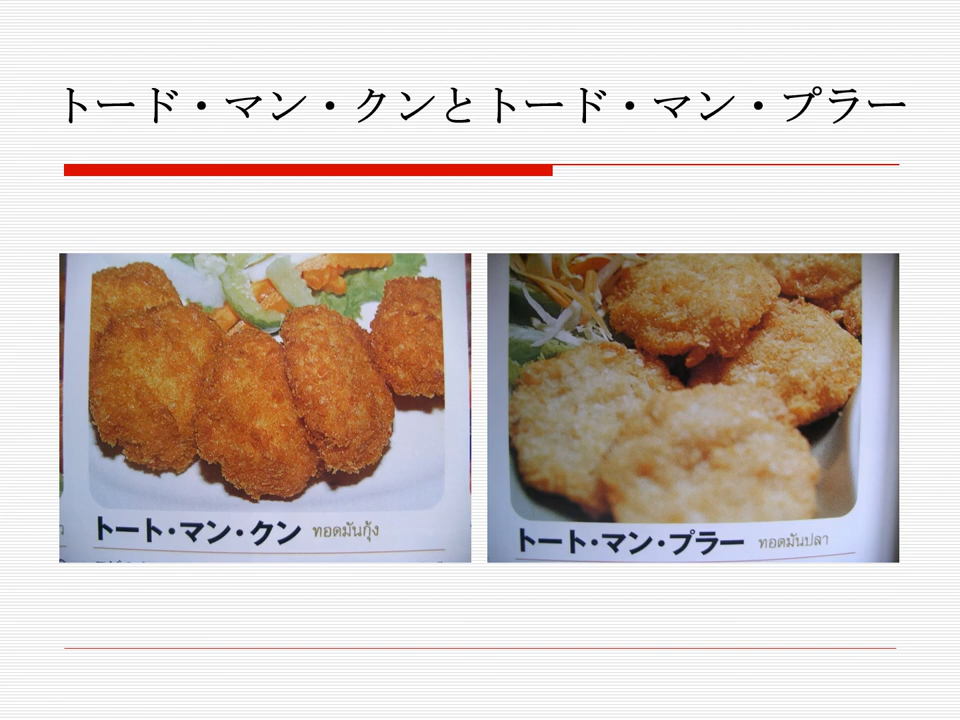 トード・マン・クンとトード・マン・プラー
トート・マン・クン ทอดมันกุ้ง
トート・マン・プラー ทอดมันปลา